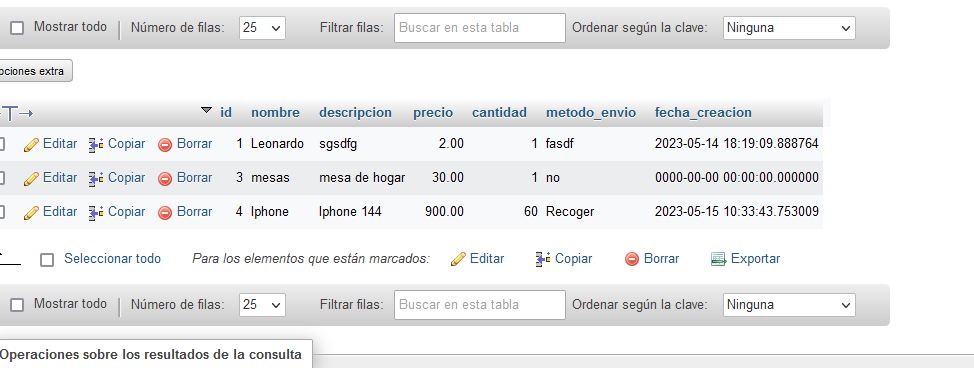 Mostrar todo Número de filas: 25 Filtrar filas: Buscar en esta tabla Ordenar según la clave: Ninguna
pciones extra
id nombre descripcion precio cantidad metodo_envio fecha_creacion
Editar Copiar Borrar 1 Leonardo sgsdfg 2.00 1 fasdf 2023-05-14 18:19:09.888764
Editar Copiar Borrar 3 mesas mesa de hogar 30.00 1 no 0000-00-00 00:00:00.000000
Editar Copiar Borrar 4 Iphone Iphone 144 900.00 60 Recoger 2023-05-15 10:33:43.753009
Seleccionar todo Para los elementos que están marcados: Editar Copiar Borrar Exportar
Mostrar todo Número de filas: 25 Filtrar filas: Buscar en esta tabla Ordenar según la clave: Ninguna
Operaciones sobre los resultados de la consulta